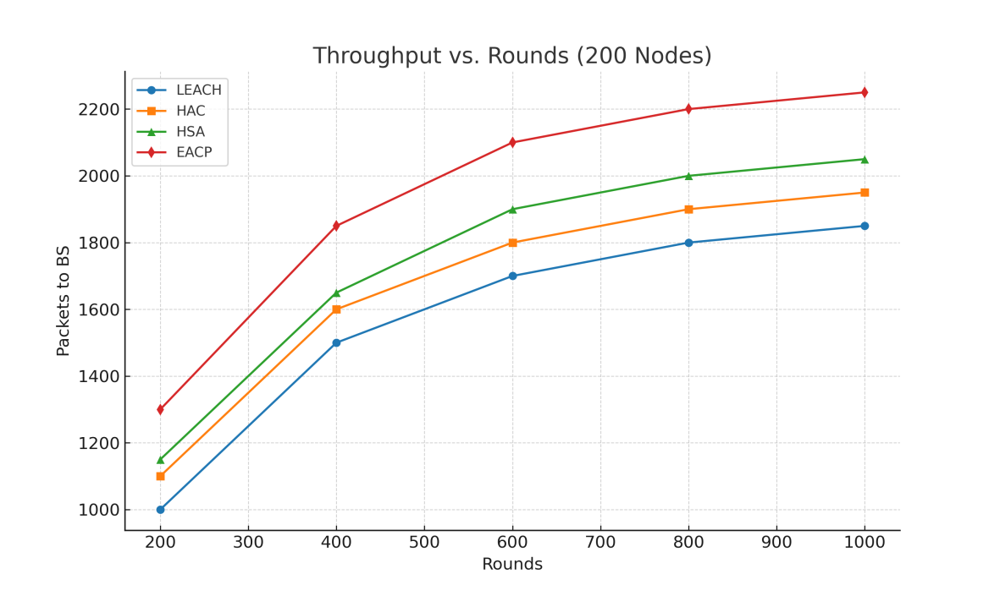 Throughput vs. Rounds (200 Nodes)
LEACH
HAC
HSA
EACP
Packets to BS
2200
2000
1800
1600
1400
1200
1000
200 300 400 500 600 700 800 900 1000
Rounds